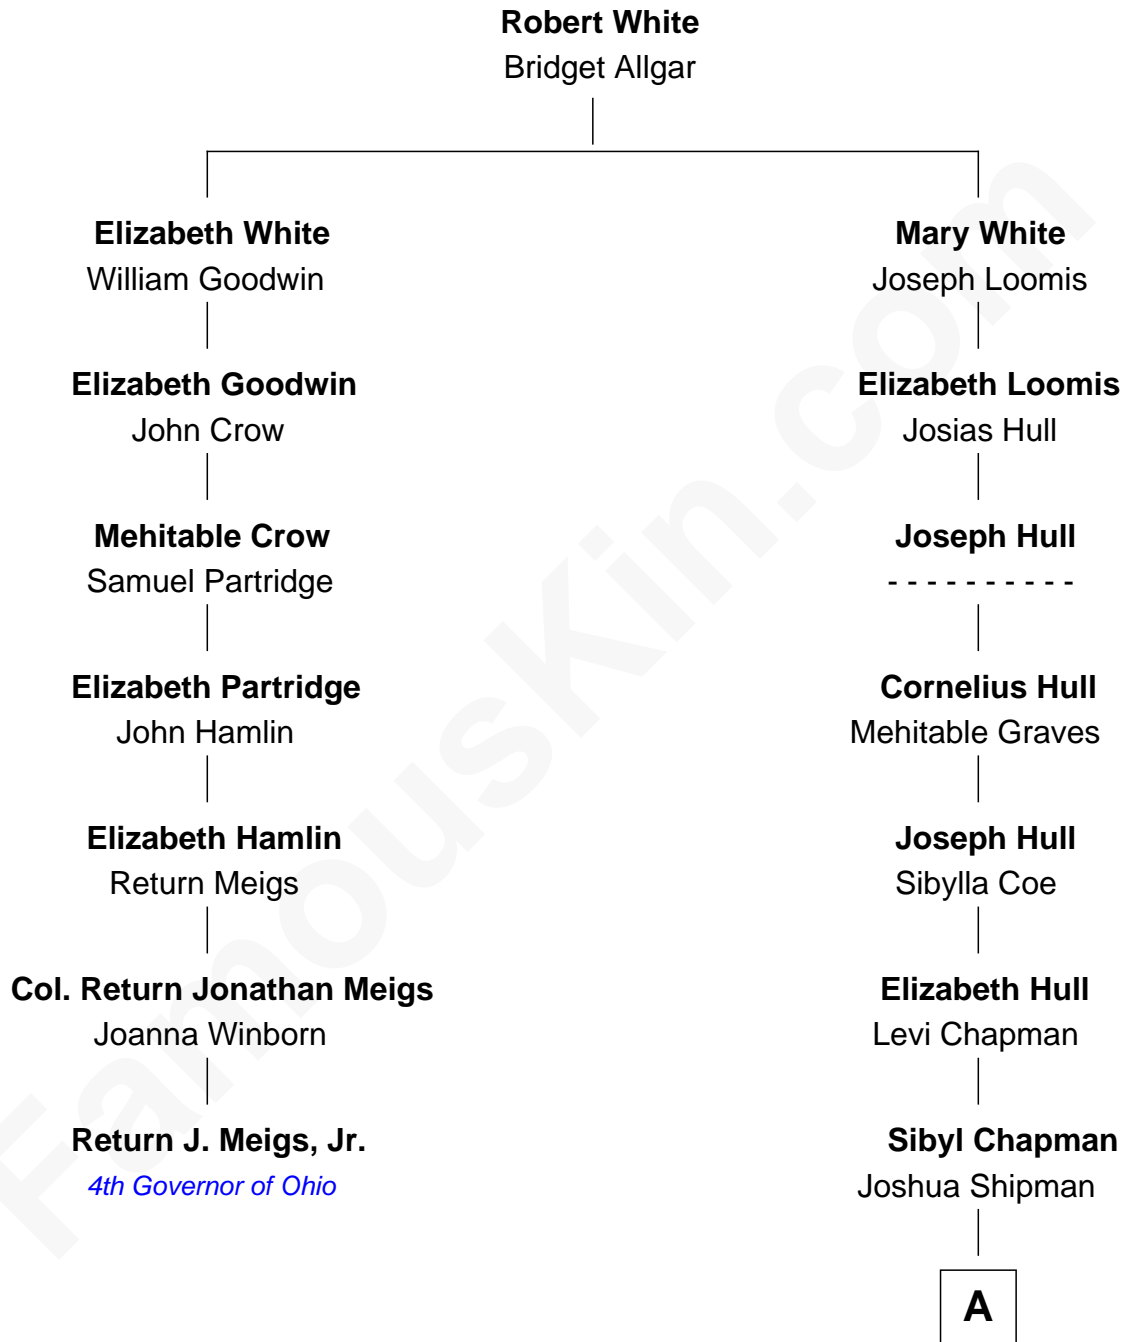 Robert White
Bridget Allgar
Elizabeth White
William Goodwin
Mary White
Joseph Loomis
Elizabeth Goodwin
John Crow
Elizabeth Loomis
Josias Hull
Mehitable Crow
Samuel Partridge
Joseph Hull
- - - - - - - - - -
Elizabeth Partridge
John Hamlin
Cornelius Hull
Mehitable Graves
Elizabeth Hamlin
Return Meigs
Joseph Hull
Sibylla Coe
Col. Return Jonathan Meigs
Joanna Winborn
Elizabeth Hull
Levi Chapman
Return J. Meigs, Jr.
4th Governor of Ohio
Sibyl Chapman
Joshua Shipman
A
FamousKin.com